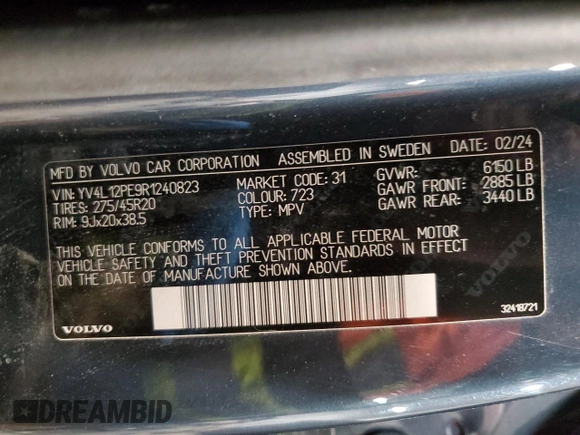 MFD BY VOLVO CAR CORPORATION ASSEMBLED IN SWEDEN DATE: 02/24
VIN: YV4L12PE9R1240823 MARKET CODE: 31 GVWR: 6150 LB
TIRES: 275/45R20 COLOUR: 723 GAWR FRONT: 2885 LB
RIM: 9Jx20x38.5 TYPE: MPV GAWR REAR: 3440 LB
THIS VEHICLE CONFORMS TO ALL APPLICABLE FEDERAL MOTOR
VEHICLE SAFETY AND THEFT PREVENTION STANDARDS IN EFFECT
ON THE DATE OF MANUFACTURE SHOWN ABOVE.
VOLVO 32418721
DREAMBID